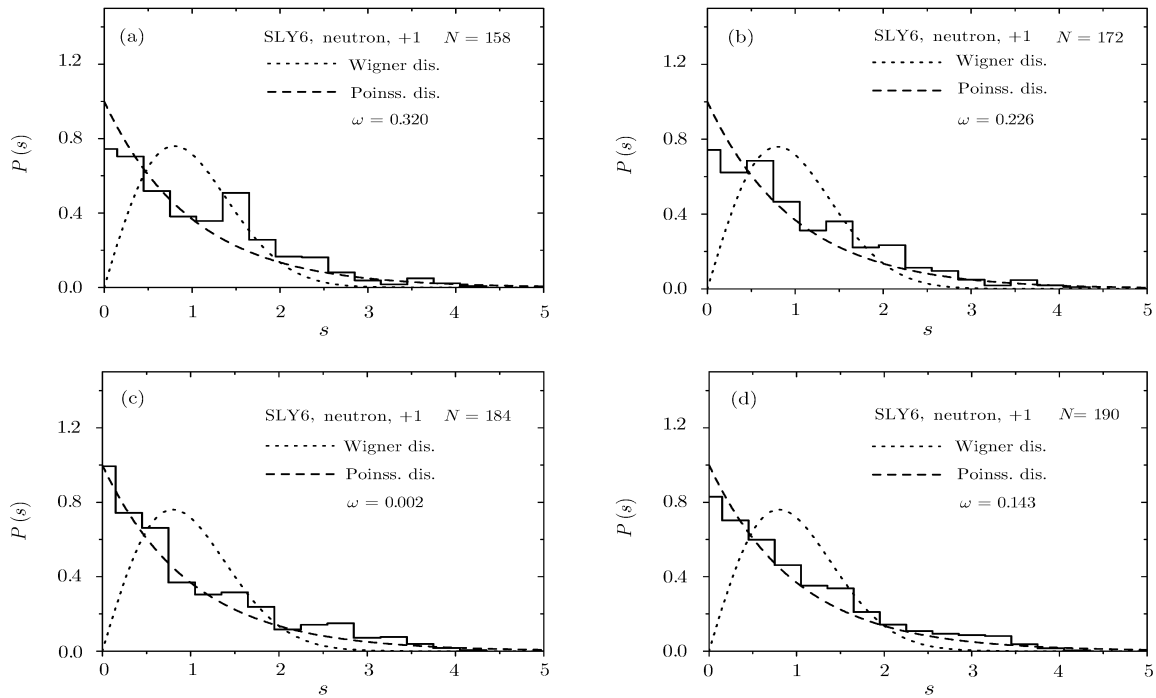 (a)
SLY6, neutron, +1 N = 158
Wigner dis.
Poinss. dis.
ω = 0.320
P(s)
1.2
0.8
0.4
0.0
0 1 2 3 4 5
s
(b)
SLY6, neutron, +1 N = 172
Wigner dis.
Poinss. dis.
ω = 0.226
P(s)
1.2
0.8
0.4
0.0
0 1 2 3 4 5
s
(c)
SLY6, neutron, +1 N = 184
Wigner dis.
Poinss. dis.
ω = 0.002
P(s)
1.2
0.8
0.4
0.0
0 1 2 3 4 5
s
(d)
SLY6, neutron, +1 N= 190
Wigner dis.
Poinss. dis.
ω = 0.143
P(s)
1.2
0.8
0.4
0.0
0 1 2 3 4 5
s